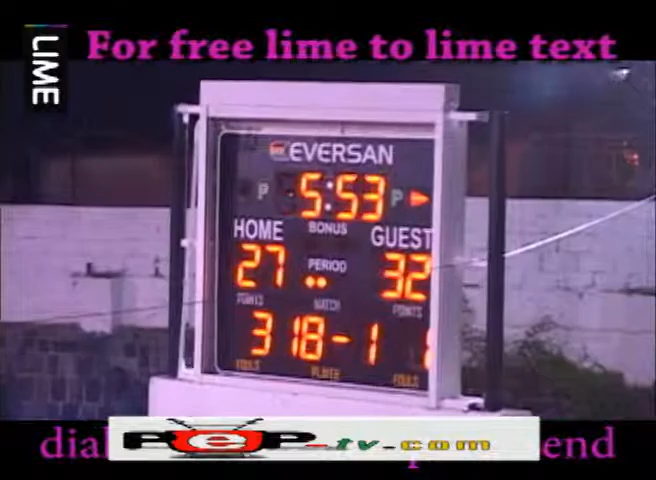 LIME
For free lime to lime text
EVERSAN
P 5:53 P
HOME BONUS GUEST
27 PERIOD 32
POINTS MATCH POINTS
3 18-1 1
FOULS PLAYER FOULS
dial end
PeP-tv.com